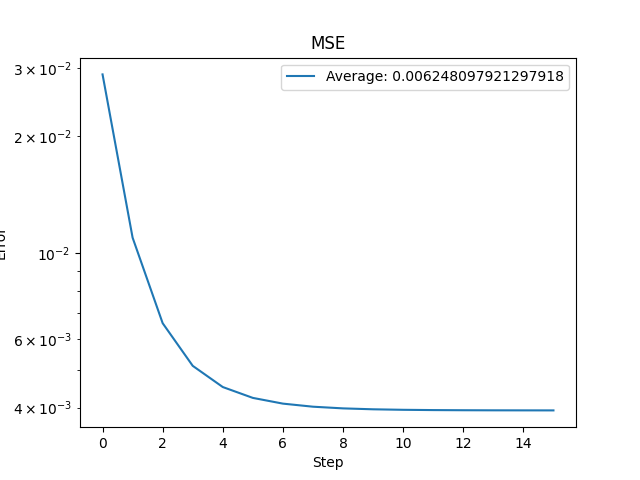 MSE
Average: 0.006248097921297918
3 × 10⁻²
2 × 10⁻²
10⁻²
6 × 10⁻³
4 × 10⁻³
Error
0 2 4 6 8 10 12 14
Step